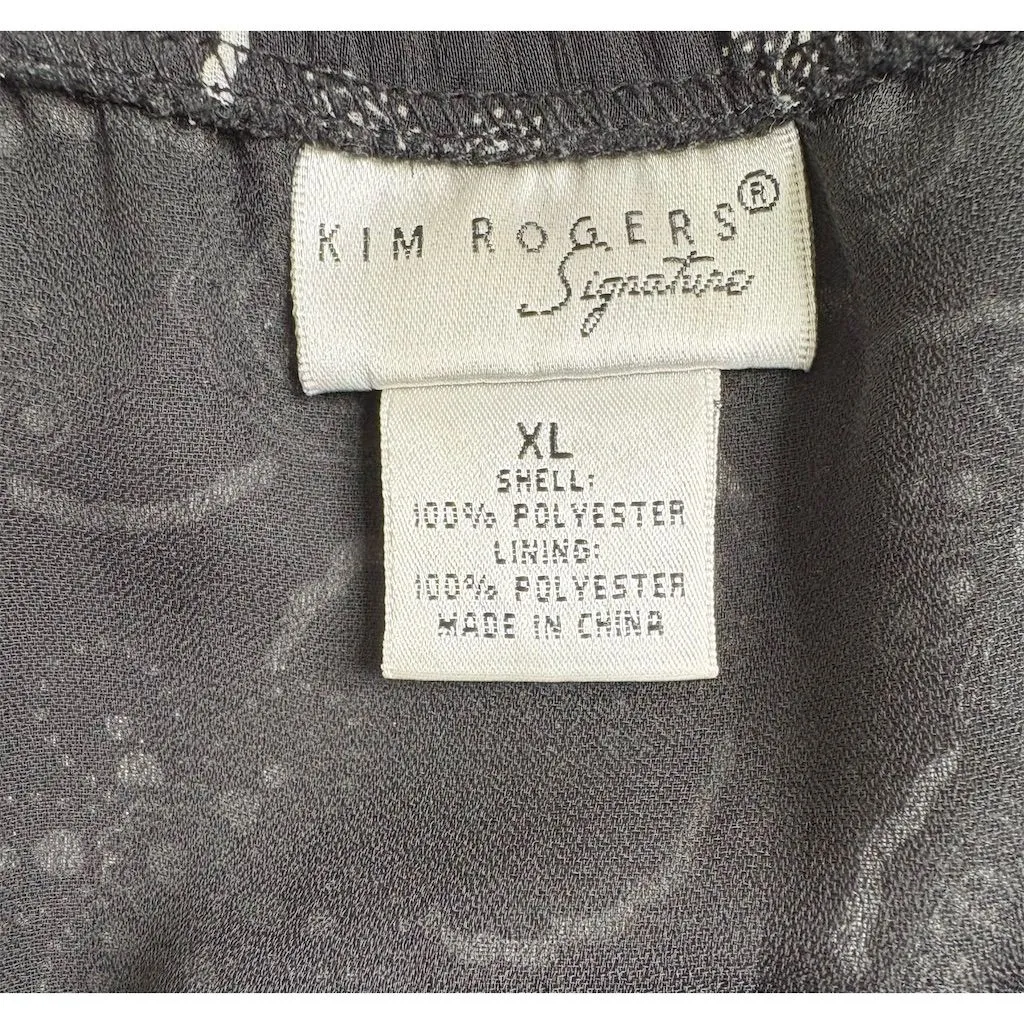 KIM ROGERS®
Signature
XL
SHELL:
100% POLYESTER
LINING:
100% POLYESTER
MADE IN CHINA